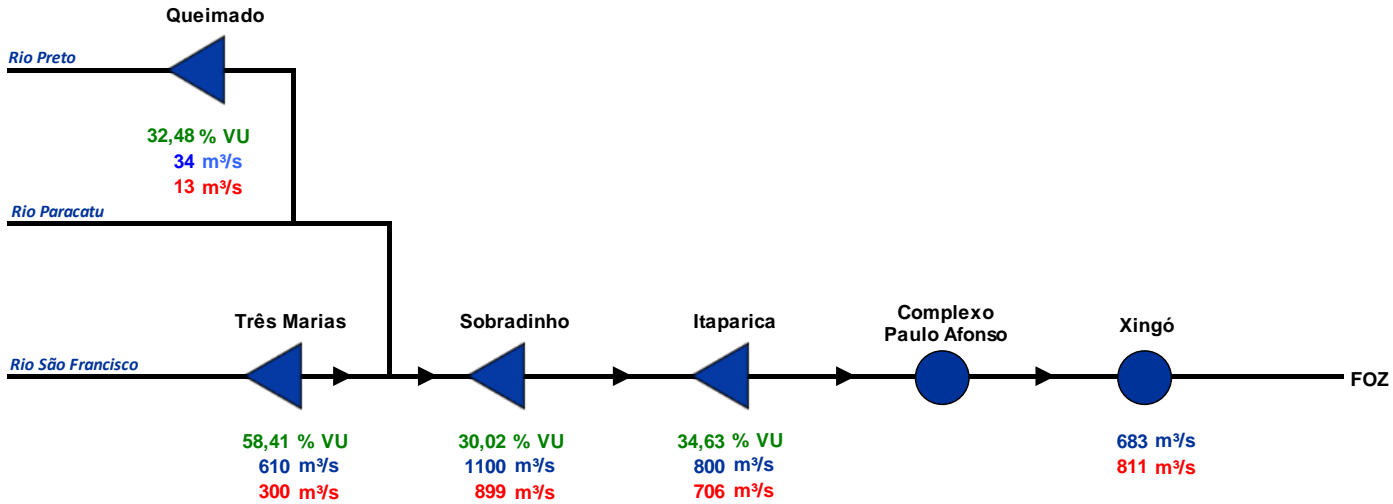 Queimado
Rio Preto
32,48 % VU
34 m³/s
13 m³/s
Rio Paracatu
Três Marias
Sobradinho
Itaparica
Complexo
Paulo Afonso
Xingó
Rio São Francisco
FOZ
58,41 % VU
610 m³/s
300 m³/s
30,02 % VU
1100 m³/s
899 m³/s
34,63 % VU
800 m³/s
706 m³/s
683 m³/s
811 m³/s